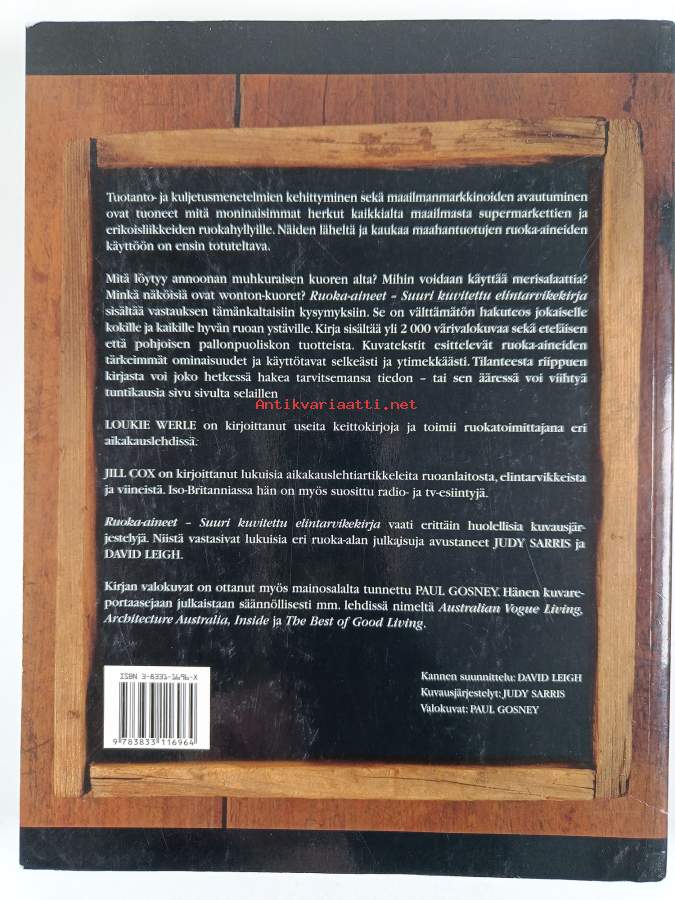 Tuotanto- ja kuljetusmenetelmien kehittyminen sekä maailmanmarkkinoiden avautuminen
ovat tuoneet mitä moninaisimmat herkut kaikkialta maailmasta supermarkettien ja
erikoisliikkeiden ruokahyllyille. Näiden läheltä ja kaukaa maahantuotujen ruoka-aineiden
käyttöön on ensin totuteltava.
Mitä löytyy annoonan muhkuraisen kuoren alta? Mihin voidaan käyttää merisalaattia?
Minkä näköisiä ovat wonton-kuoret? Ruoka-aineet – Suuri kuvitettu elintarvikekirja
sisältää vastauksen tämänkaltaisiin kysymyksiin. Se on välttämätön hakuteos jokaiselle
kokille ja kaikille hyvän ruoan ystäville. Kirja sisältää yli 2 000 värivalokuvaa sekä eteläisen
että pohjoisen pallonpuoliskon tuotteista. Kuvatekstit esittelevät ruoka-aineiden
tärkeimmät ominaisuudet ja käyttötavat selkeästi ja ytimekkäästi. Tilanteesta riippuen
kirjasta voi joko hetkessä hakea tarvitsemansa tiedon – tai sen ääressä voi viihtyä
tuntikausia sivu sivulta selaillen
Antikvariaatti.net
LOUKIE WERLE on kirjoittanut useita keittokirjoja ja toimii ruokatoimittajana eri
aikakauslehdissä.
JILL COX on kirjoittanut lukuisia aikakauslehtiartikkeleita ruoanlaitosta, elintarvikkeista
ja viineistä. Iso-Britanniassa hän on myös suosittu radio- ja tv-esiintyjä.
Ruoka-aineet – Suuri kuvitettu elintarvikekirja vaati erittäin huolellisia kuvausjär-
jestelyjä. Niistä vastasivat lukuisia eri ruoka-alan julkaisuja avustaneet JUDY SARRIS ja
DAVID LEIGH.
Kirjan valokuvat on ottanut myös mainosalalta tunnettu PAUL GOSNEY. Hänen kuvare-
portaasejaan julkaistaan säännöllisesti mm. lehdissä nimeltä Australian Vogue Living,
Architecture Australia, Inside ja The Best of Good Living.
ISBN 3-8331-1696-X
9 783833 116964
Kannen suunnittelu: DAVID LEIGH
Kuvausjärjestelyt: JUDY SARRIS
Valokuvat: PAUL GOSNEY